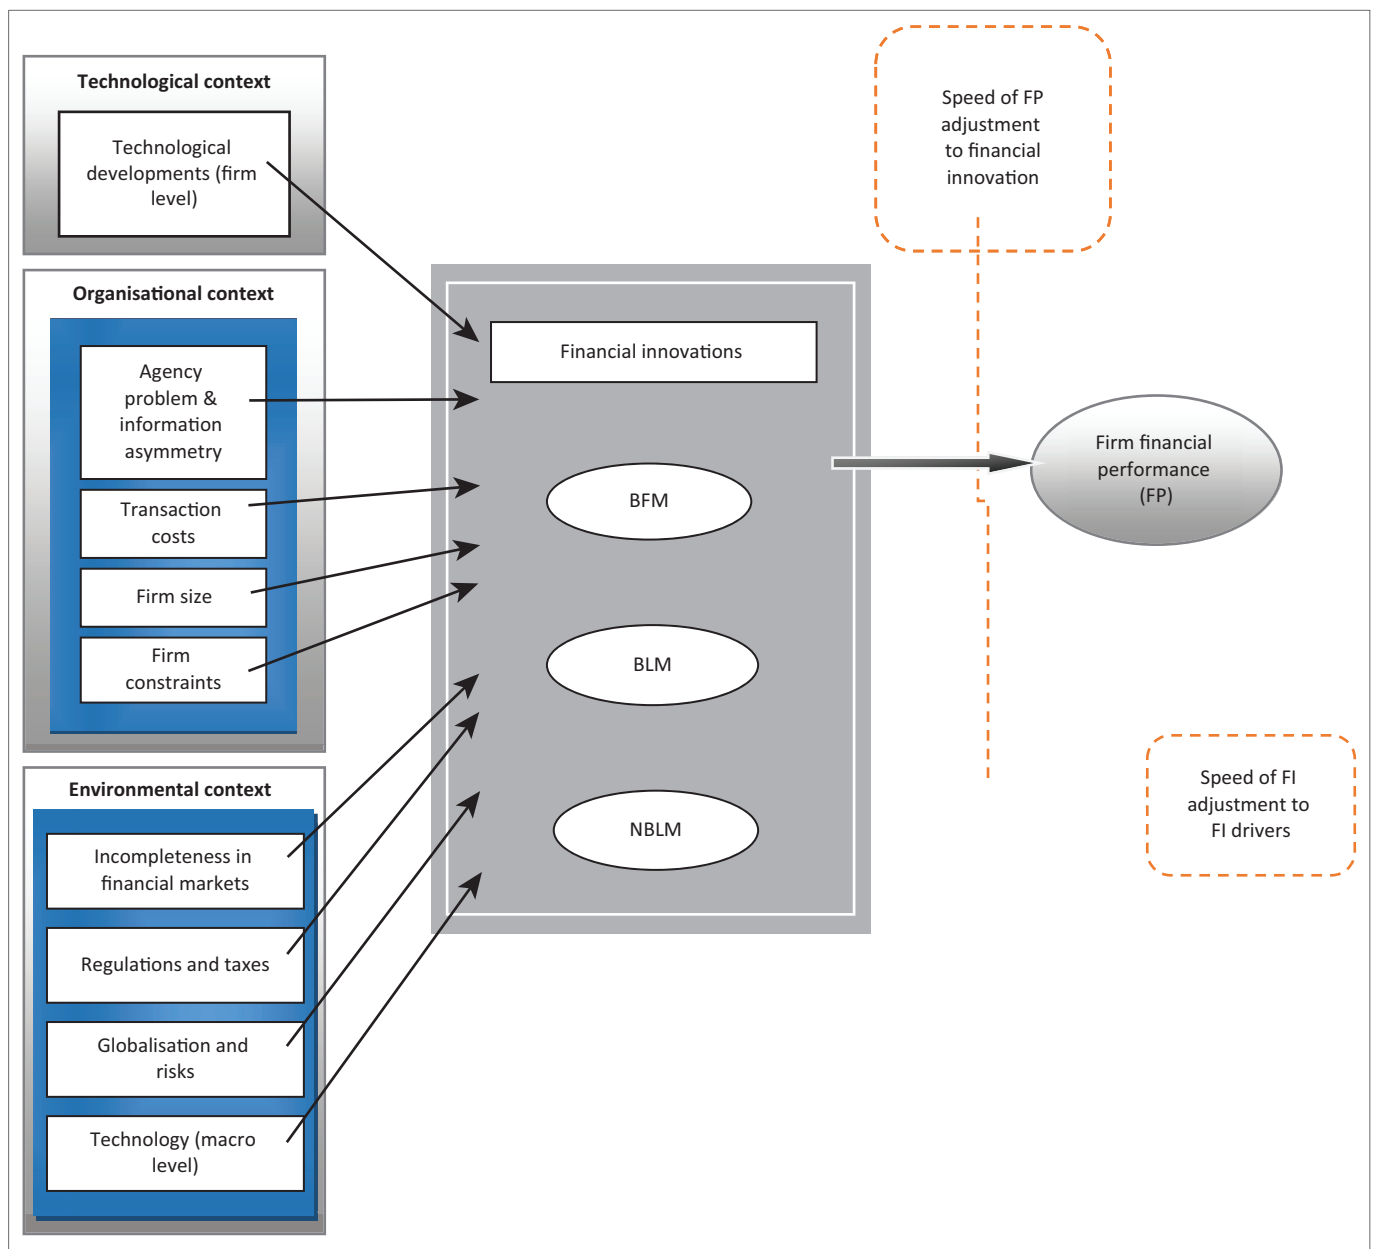 Technological context
Technological
developments (firm
level)
Organisational context
Agency
problem &
information
asymmetry
Transaction
costs
Firm size
Firm
constraints
Environmental context
Incompleteness in
financial markets
Regulations and taxes
Globalisation and
risks
Technology (macro
level)
Financial innovations
BFM
BLM
NBLM
Speed of FP
adjustment
to financial
innovation
Firm financial
performance
(FP)
Speed of FI
adjustment to
FI drivers